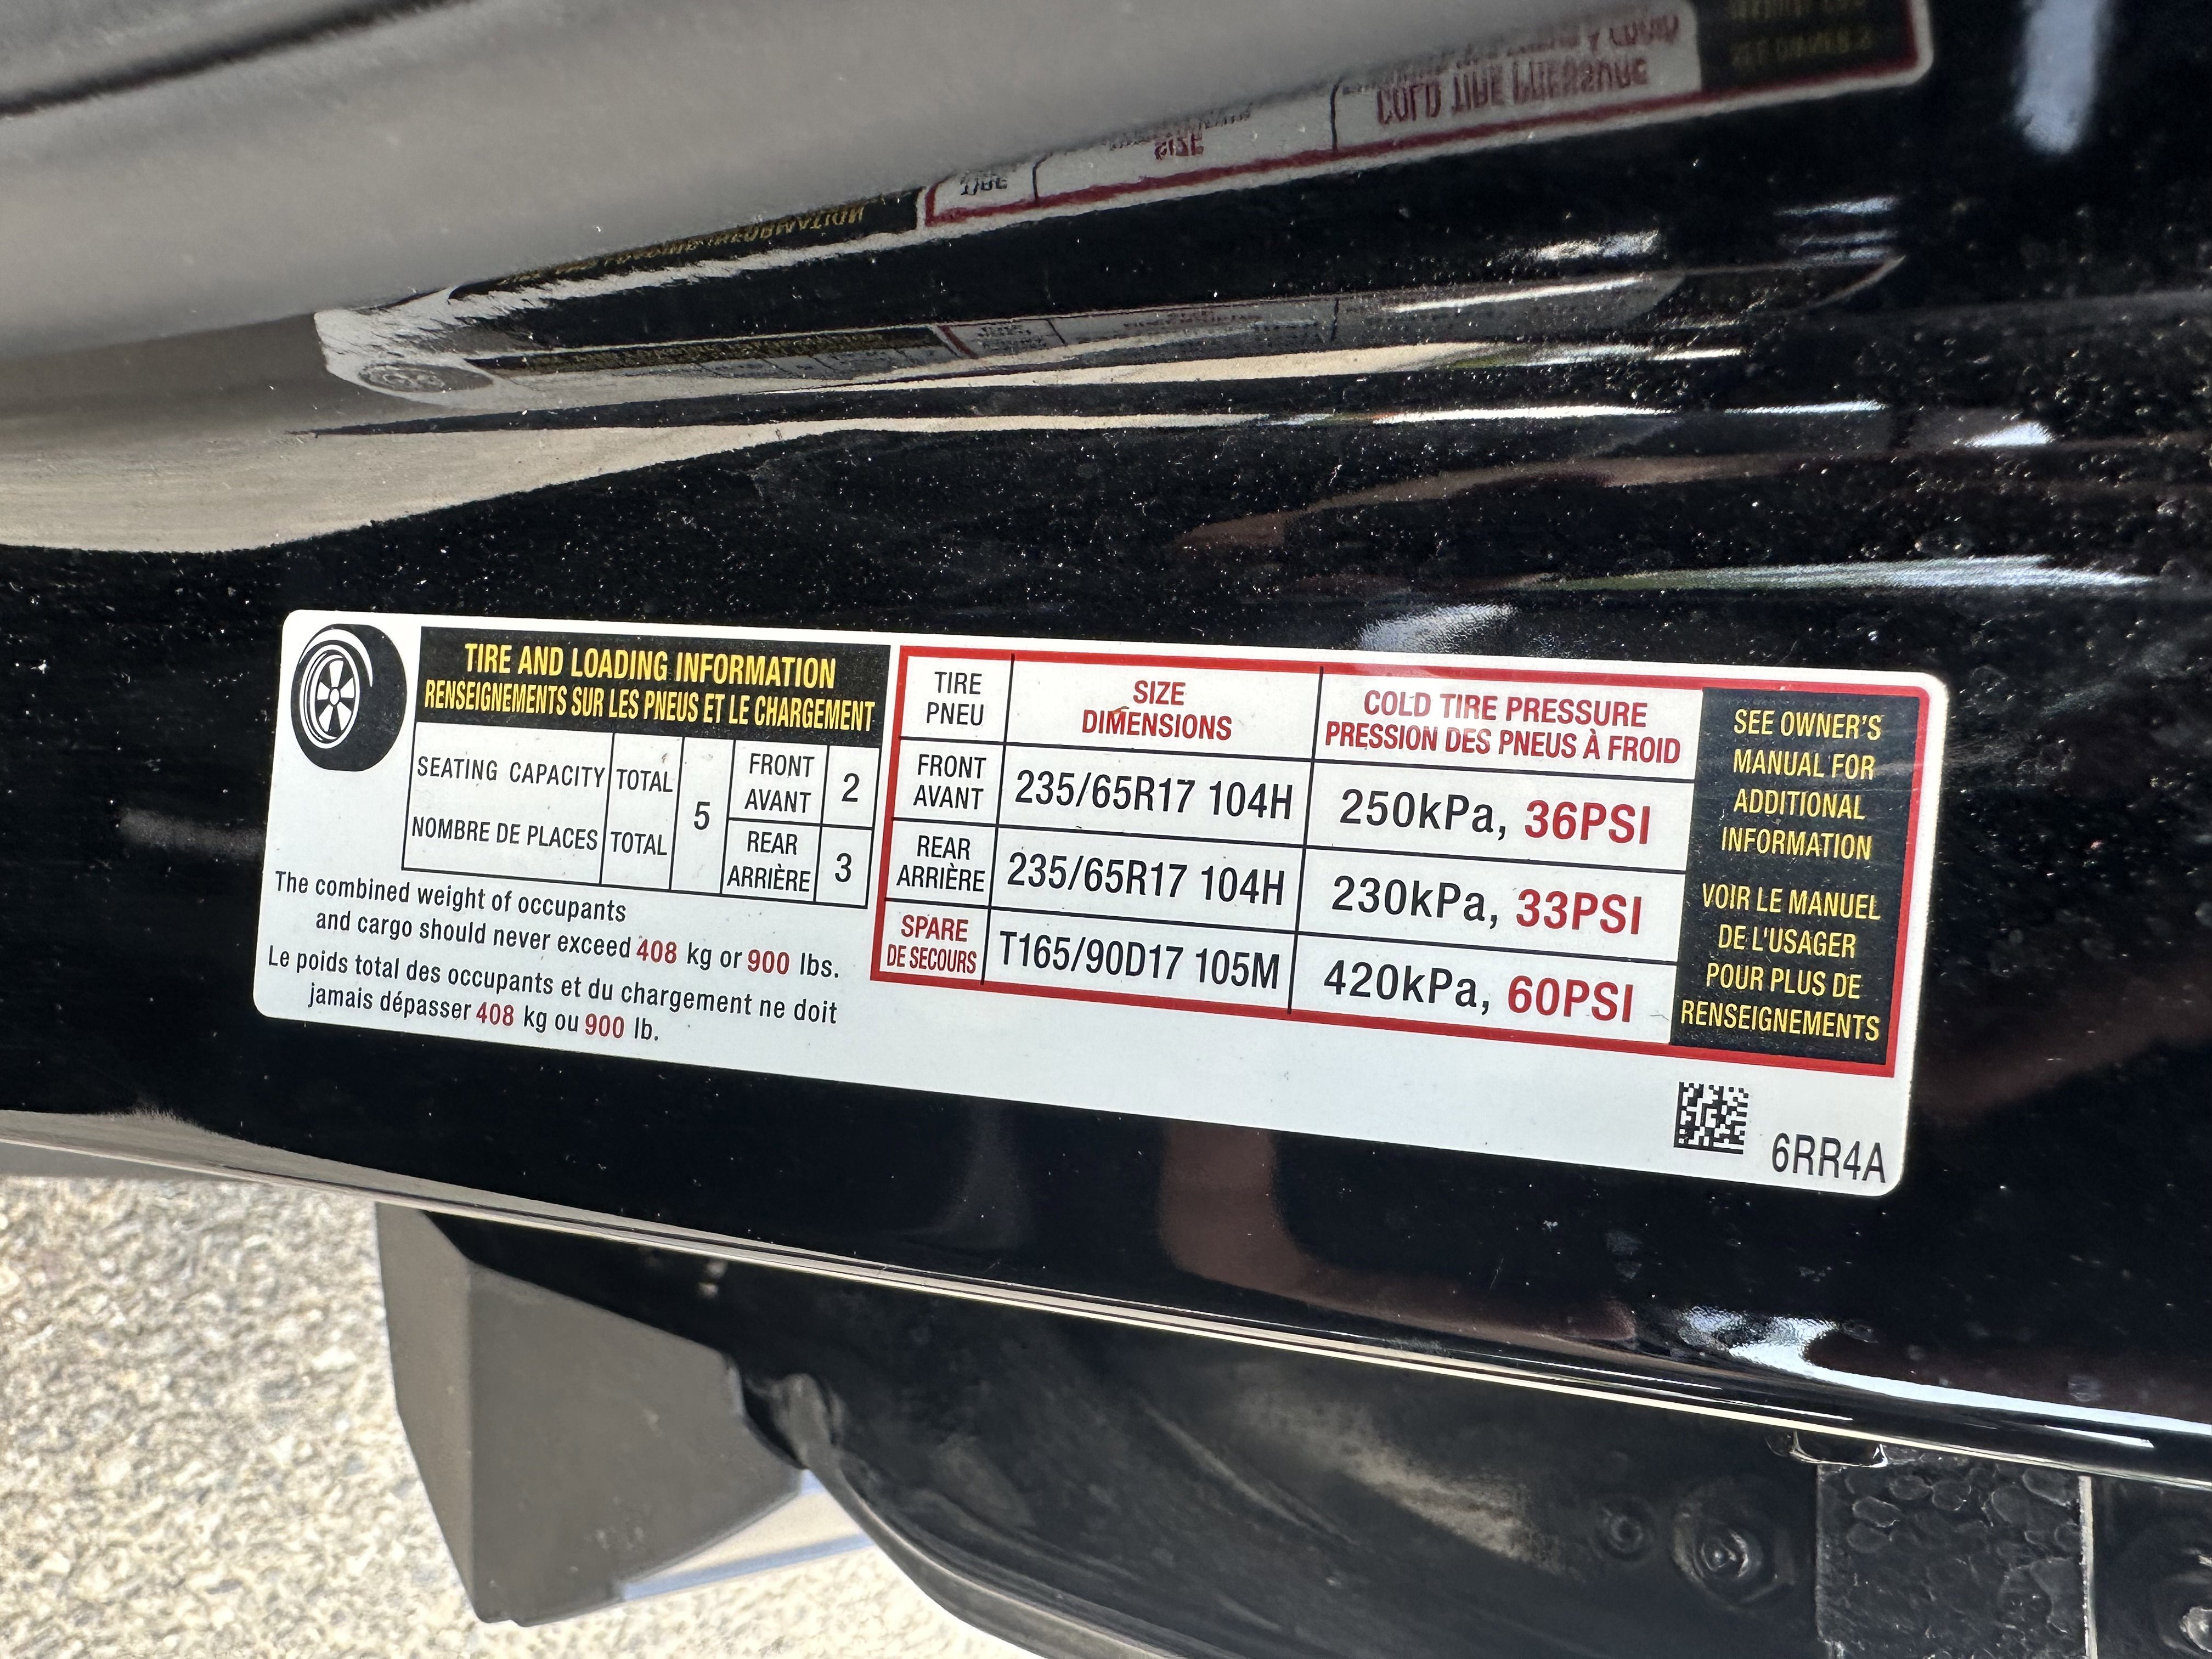 TIRE AND LOADING INFORMATION
RENSEIGNEMENTS SUR LES PNEUS ET LE CHARGEMENT
SEATING CAPACITY TOTAL
NOMBRE DE PLACES TOTAL
5
FRONT
AVANT
2
REAR
ARRIÈRE
3
The combined weight of occupants
and cargo should never exceed 408 kg or 900 lbs.
Le poids total des occupants et du chargement ne doit
jamais dépasser 408 kg ou 900 lb.
TIRE
PNEU
SIZE
DIMENSIONS
COLD TIRE PRESSURE
PRESSION DES PNEUS À FROID
FRONT
AVANT
235/65R17 104H
250kPa, 36PSI
REAR
ARRIÈRE
235/65R17 104H
230kPa, 33PSI
SPARE
DE SECOURS
T165/90D17 105M
420kPa, 60PSI
SEE OWNER'S
MANUAL FOR
ADDITIONAL
INFORMATION
VOIR LE MANUEL
DE L'USAGER
POUR PLUS DE
RENSEIGNEMENTS
6RR4A